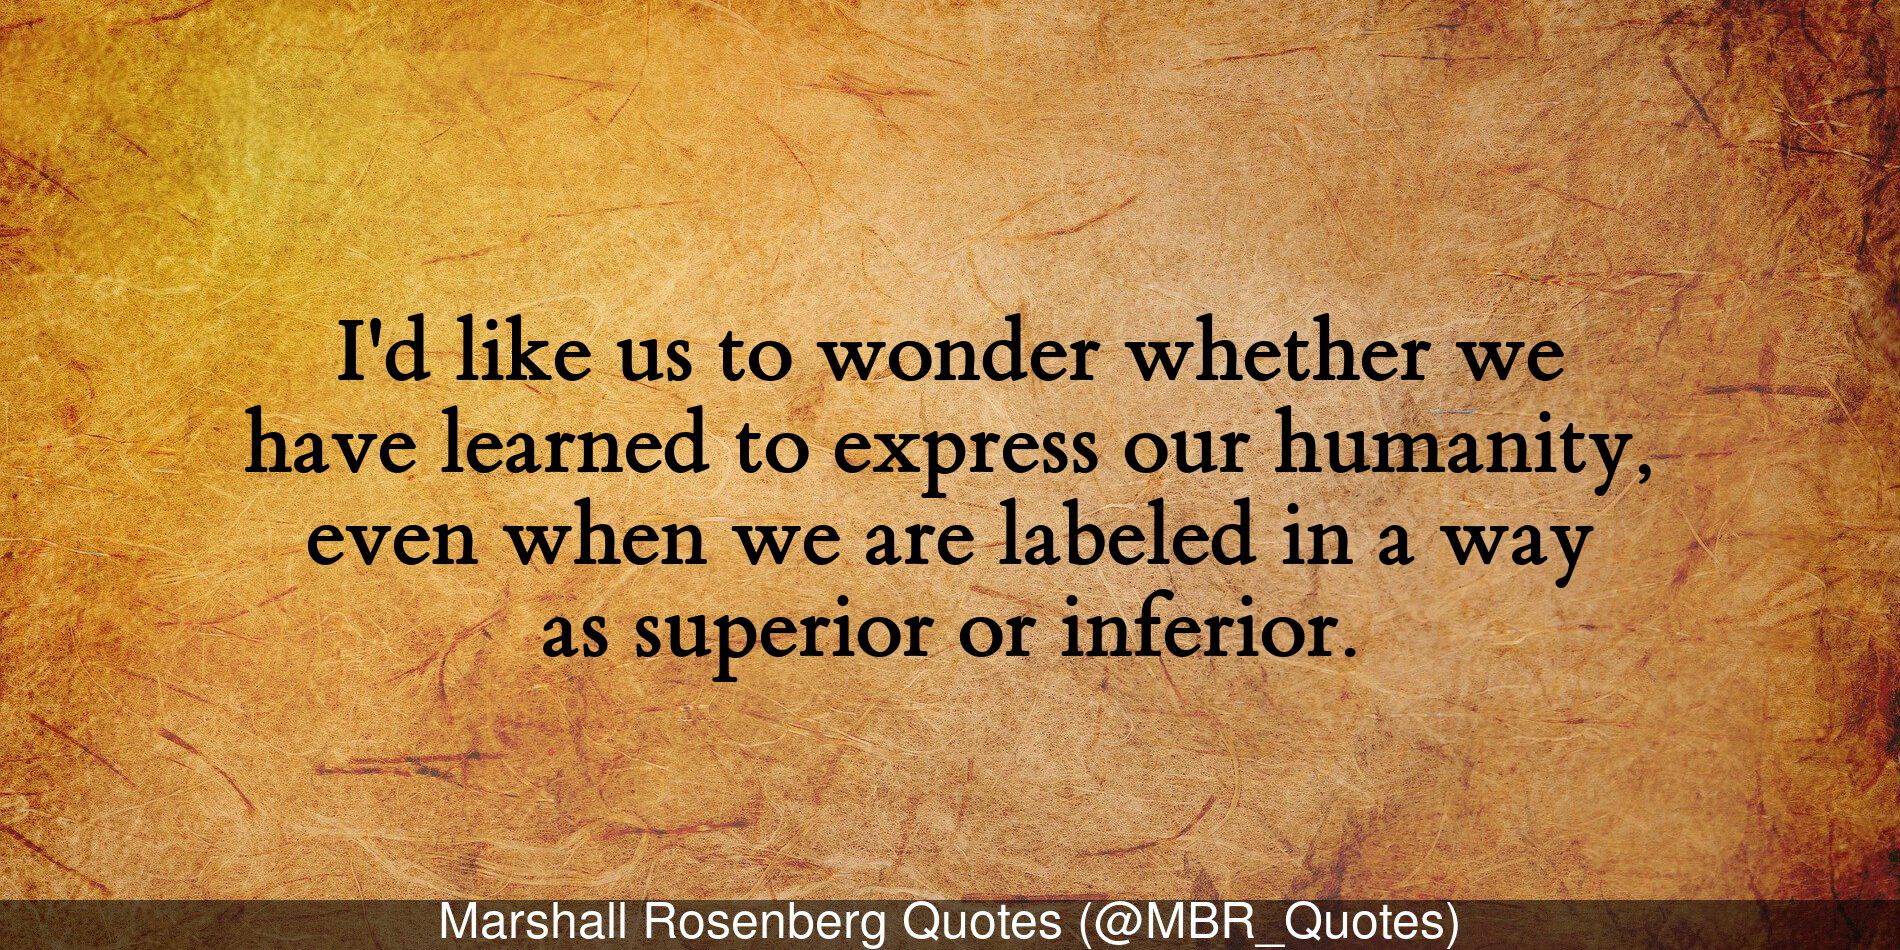 I'd like us to wonder whether we
have learned to express our humanity,
even when we are labeled in a way
as superior or inferior.
Marshall Rosenberg Quotes (@MBR_Quotes)